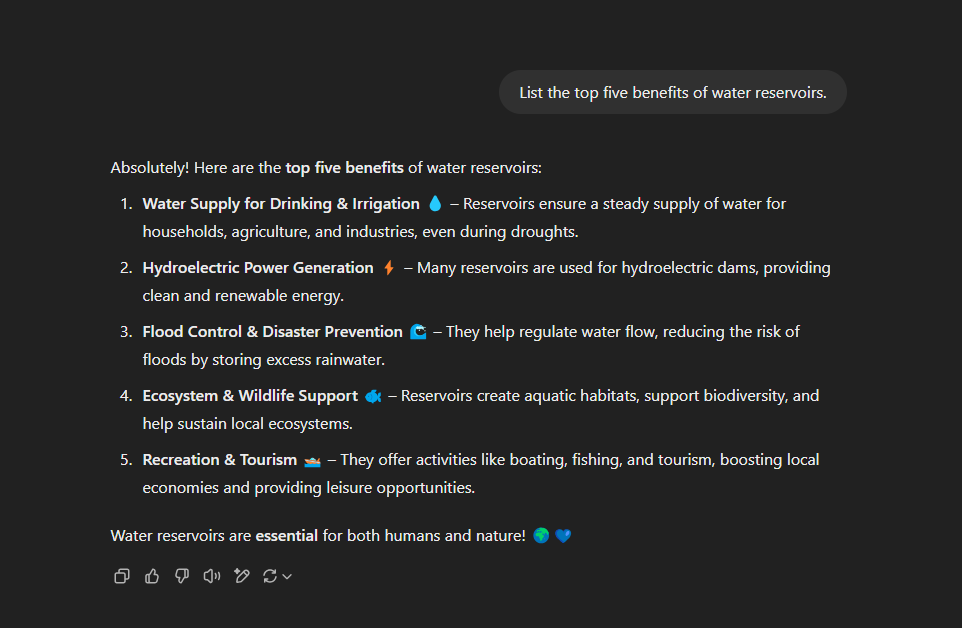 List the top five benefits of water reservoirs.
Absolutely! Here are the top five benefits of water reservoirs:
1. Water Supply for Drinking & Irrigation 💧 – Reservoirs ensure a steady supply of water for
households, agriculture, and industries, even during droughts.
2. Hydroelectric Power Generation ⚡ – Many reservoirs are used for hydroelectric dams, providing
clean and renewable energy.
3. Flood Control & Disaster Prevention 🌊 – They help regulate water flow, reducing the risk of
floods by storing excess rainwater.
4. Ecosystem & Wildlife Support 🐟 – Reservoirs create aquatic habitats, support biodiversity, and
help sustain local ecosystems.
5. Recreation & Tourism 🚤 – They offer activities like boating, fishing, and tourism, boosting local
economies and providing leisure opportunities.
Water reservoirs are essential for both humans and nature! 🌍💙